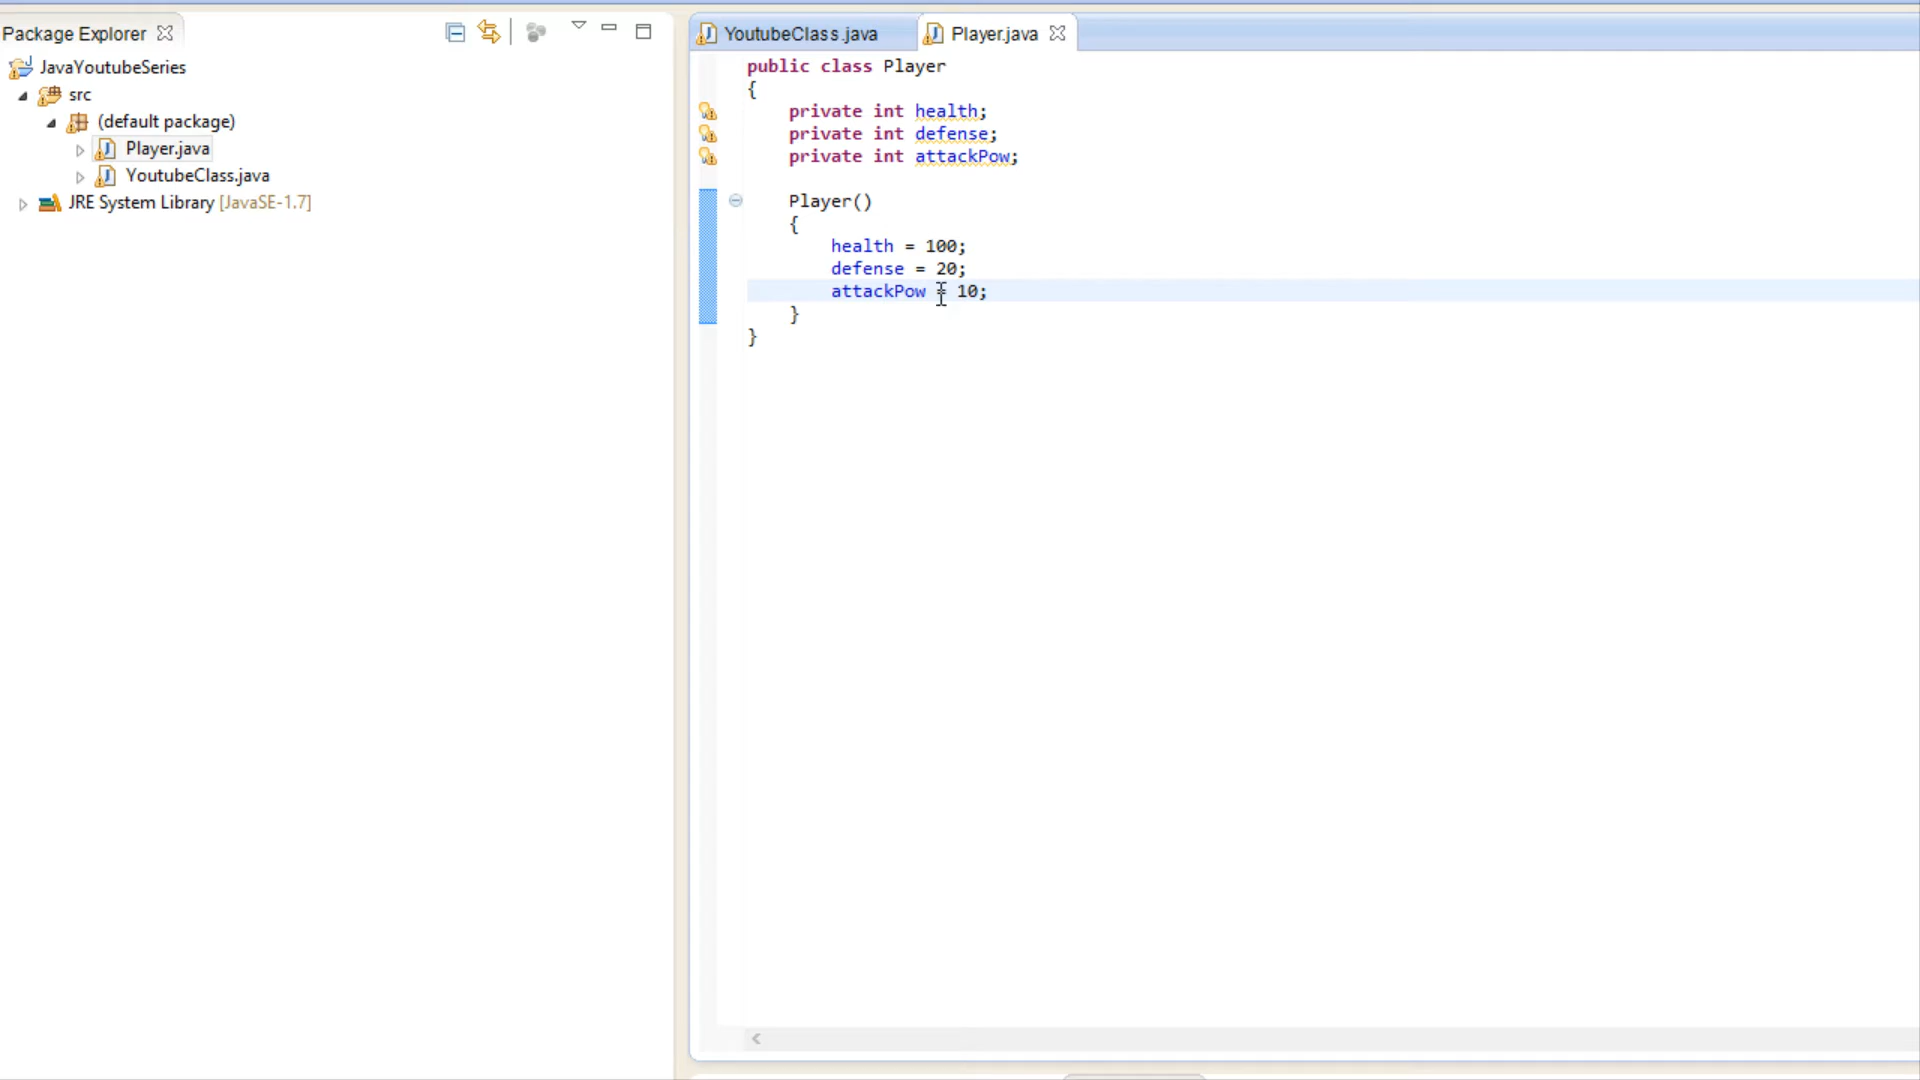 Package Explorer
JavaYoutubeSeries
src
(default package)
Player.java
YoutubeClass.java
JRE System Library [JavaSE-1.7]
YoutubeClass.java
Player.java
public class Player
{
    private int health;
    private int defense;
    private int attackPow;
    Player()
    {
        health = 100;
        defense = 20;
        attackPow = 10;
    }
}